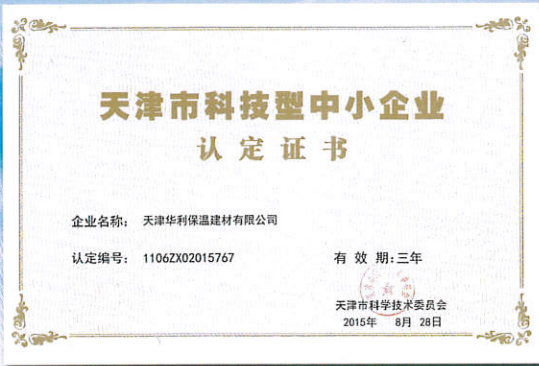 天津市科技型中小企业
认定证书
企业名称： 天津华利保温建材有限公司
认定编号： 1106ZX02015767 有 效 期：三年
天津市科学技术委员会
2015年 8月 28日